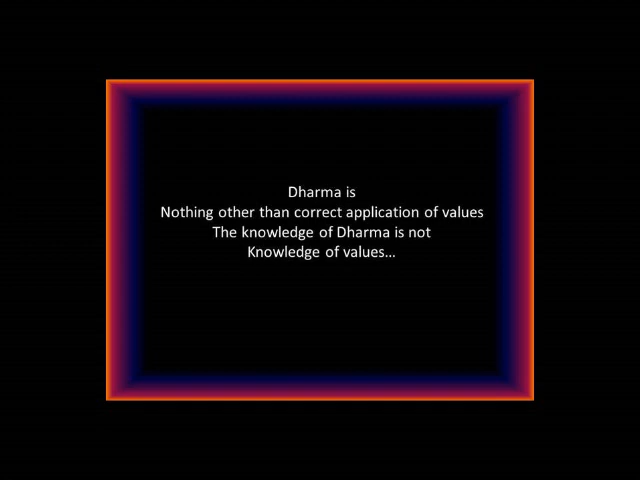 Dharma is
Nothing other than correct application of values
The knowledge of Dharma is not
Knowledge of values...